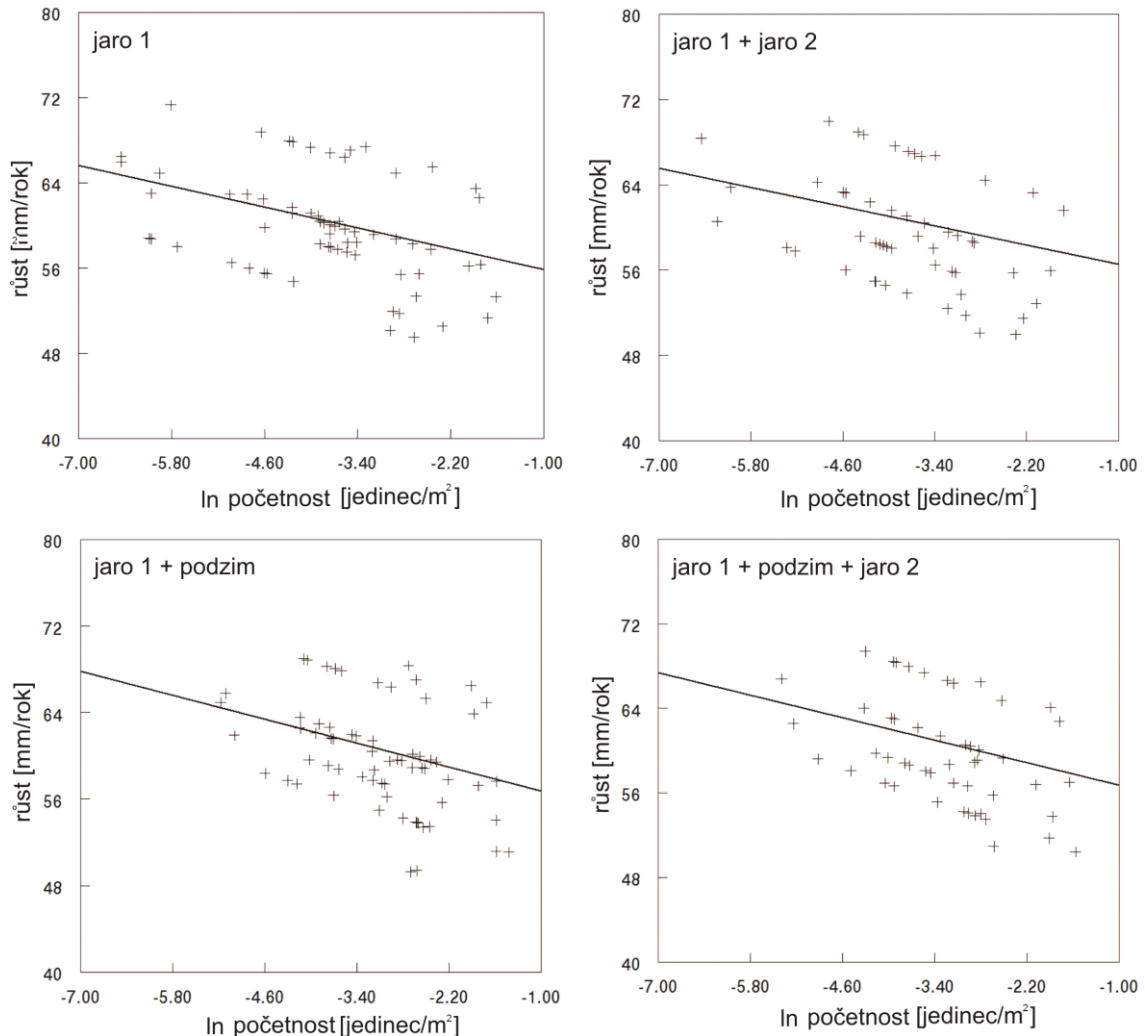 jaro 1
80
72
64
56
48
40
růst [mm/rok]
-7.00 -5.80 -4.60 -3.40 -2.20 -1.00
ln početnost [jedinec/m²]
jaro 1 + jaro 2
80
72
64
56
48
40
růst [mm/rok]
-7.00 -5.80 -4.60 -3.40 -2.20 -1.00
ln početnost [jedinec/m²]
jaro 1 + podzim
80
72
64
56
48
40
růst [mm/rok]
-7.00 -5.80 -4.60 -3.40 -2.20 -1.00
ln početnost [jedinec/m²]
jaro 1 + podzim + jaro 2
80
72
64
56
48
40
růst [mm/rok]
-7.00 -5.80 -4.60 -3.40 -2.20 -1.00
ln početnost [jedinec/m²]